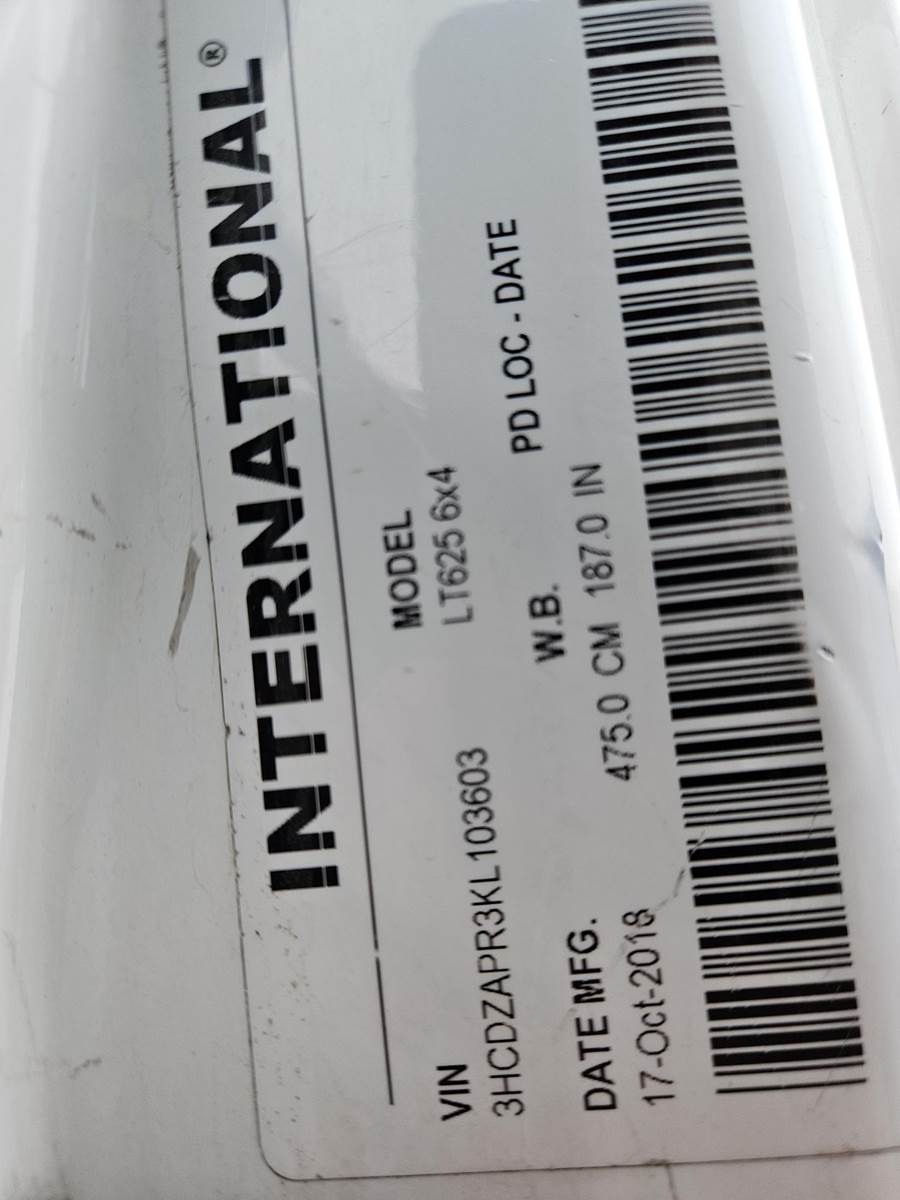 INTERNATIONAL®
VIN MODEL
3HCDZAPR3KL103603 LT625 6x4
DATE MFG. W.B. PD LOC - DATE
17-Oct-2018 475.0 CM 187.0 IN